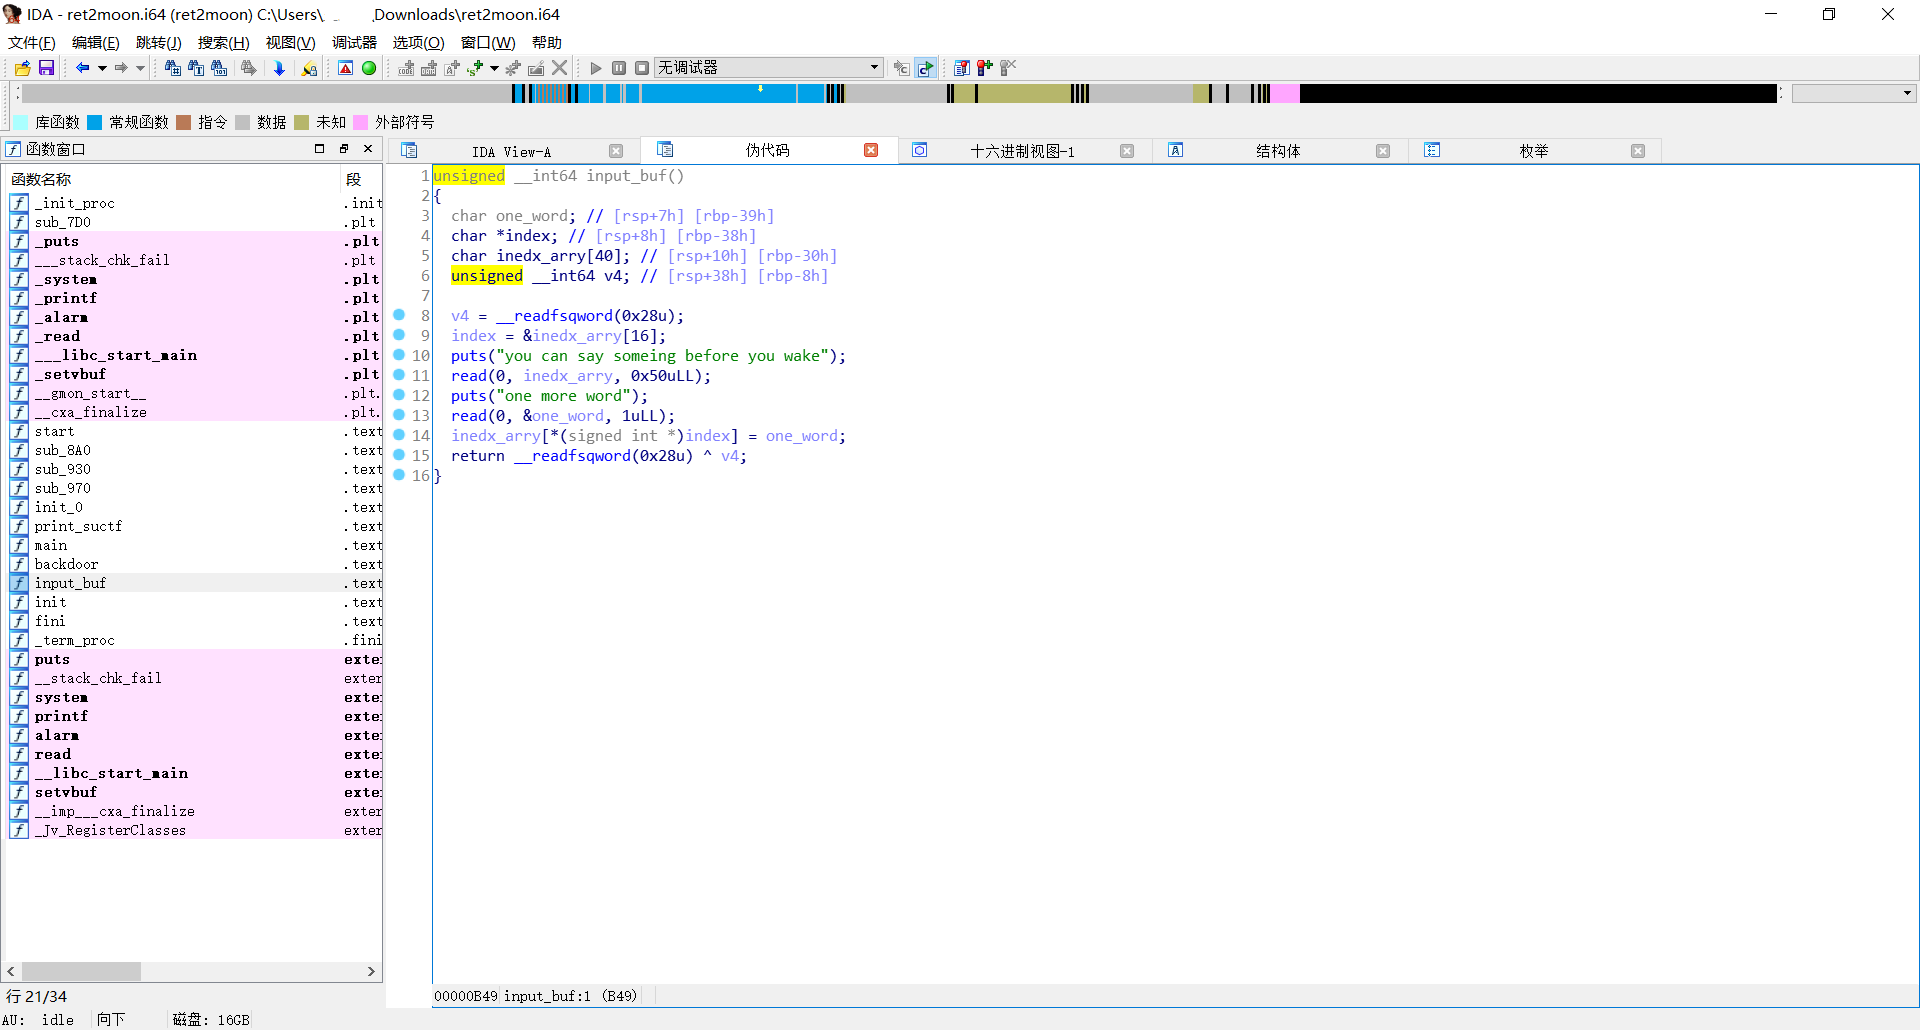 IDA - ret2moon.i64 (ret2moon) C:\Users\ Downloads\ret2moon.i64
文件(F) 编辑(E) 跳转(J) 搜索(H) 视图(V) 调试器 选项(O) 窗口(W) 帮助
无调试器
库函数 常规函数 指令 数据 未知 外部符号
函数窗口
IDA View-A 伪代码 十六进制视图-1 结构体 枚举
函数名称 段
_init_proc .init
sub_7D0 .plt
_puts .plt
___stack_chk_fail .plt
_system .plt
_printf .plt
_alarm .plt
_read .plt
___libc_start_main .plt
_setvbuf .plt
__gmon_start__ .plt.
__cxa_finalize .plt.
start .text
sub_8A0 .text
sub_930 .text
sub_970 .text
init_0 .text
print_suctf .text
main .text
backdoor .text
input_buf .text
init .text
fini .text
_term_proc .fini
puts exter
__stack_chk_fail exter
system exter
printf exter
alarm exter
read exter
__libc_start_main exter
setvbuf exter
__imp___cxa_finalize exter
_Jv_RegisterClasses exter
行 21/34
1 unsigned __int64 input_buf()
2 {
3 char one_word; // [rsp+7h] [rbp-39h]
4 char *index; // [rsp+8h] [rbp-38h]
5 char inedx_arry[40]; // [rsp+10h] [rbp-30h]
6 unsigned __int64 v4; // [rsp+38h] [rbp-8h]
7
8 v4 = __readfsqword(0x28u);
9 index = &inedx_arry[16];
10 puts("you can say someing before you wake");
11 read(0, inedx_arry, 0x50uLL);
12 puts("one more word");
13 read(0, &one_word, 1uLL);
14 inedx_arry[*(signed int *)index] = one_word;
15 return __readfsqword(0x28u) ^ v4;
16 }
00000B49 input_buf:1 (B49)
AU: idle 向下 磁盘: 16GB